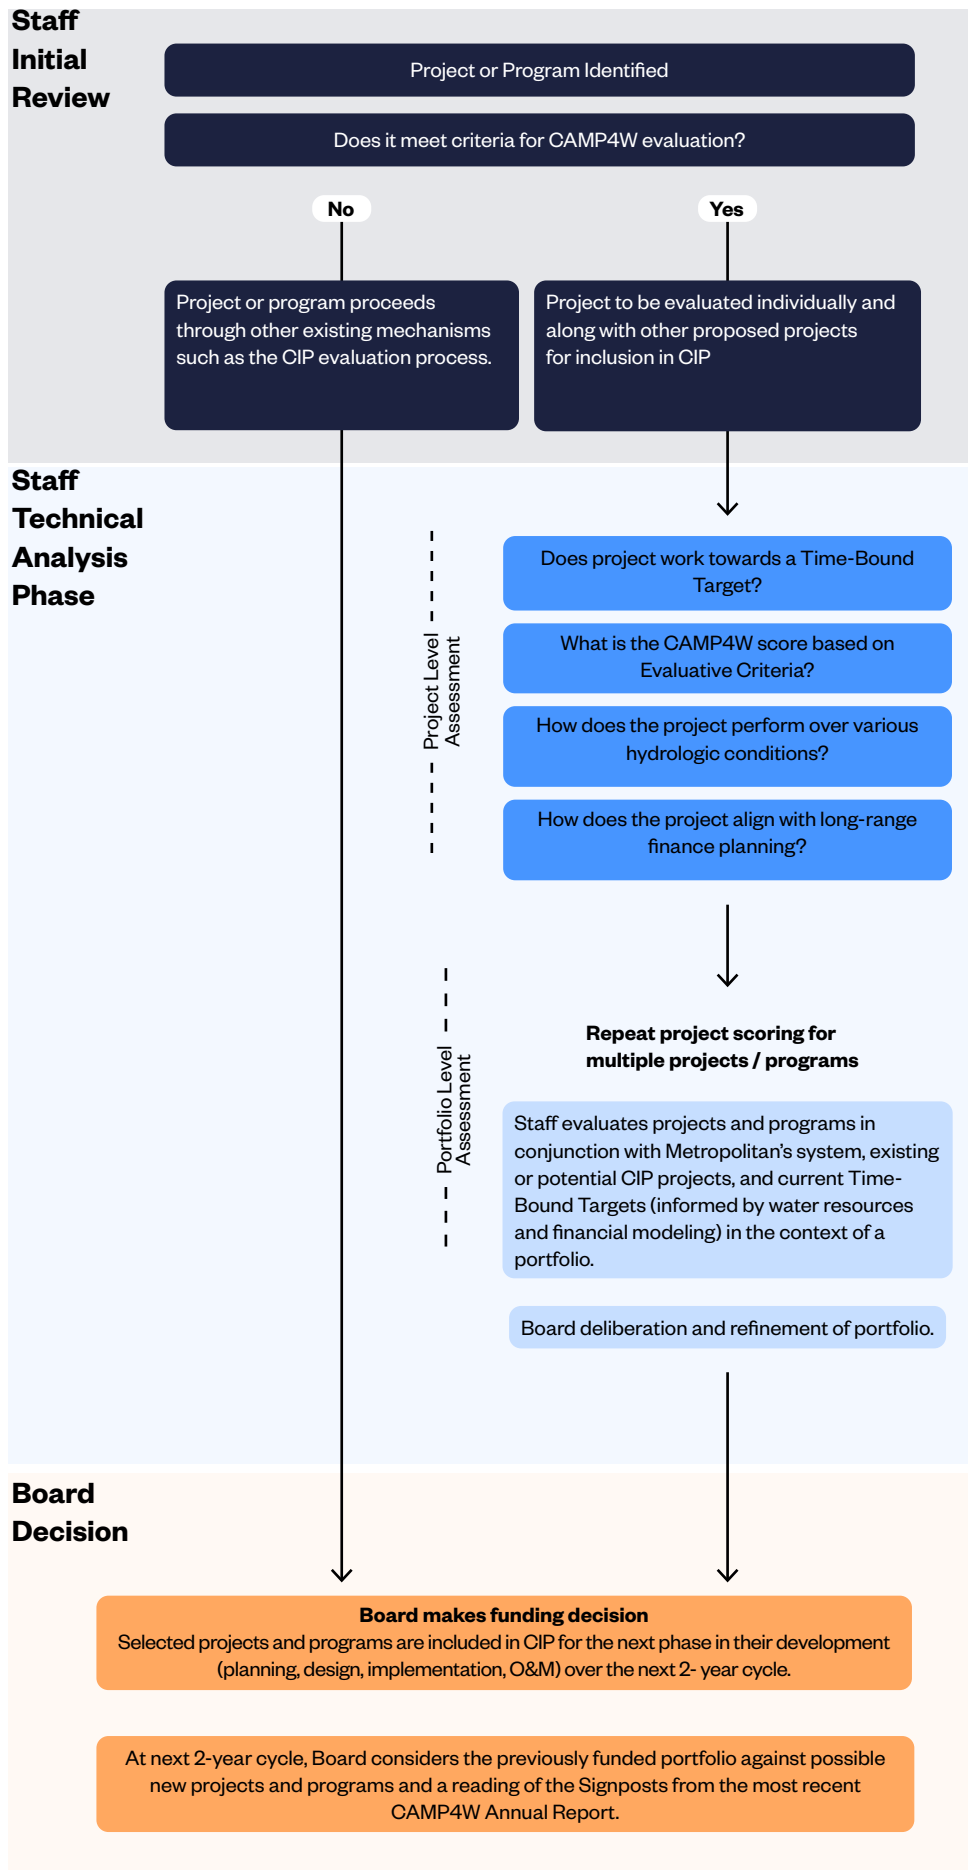 Staff
Initial
Review
Project or Program Identified
Does it meet criteria for CAMP4W evaluation?
No
Yes
Project or program proceeds
through other existing mechanisms
such as the CIP evaluation process.
Project to be evaluated individually and
along with other proposed projects
for inclusion in CIP
Staff
Technical
Analysis
Phase
Project Level
Assessment
Does project work towards a Time-Bound
Target?
What is the CAMP4W score based on
Evaluative Criteria?
How does the project perform over various
hydrologic conditions?
How does the project align with long-range
finance planning?
Portfolio Level
Assessment
Repeat project scoring for
multiple projects / programs
Staff evaluates projects and programs in
conjunction with Metropolitan’s system, existing
or potential CIP projects, and current Time-
Bound Targets (informed by water resources
and financial modeling) in the context of a
portfolio.
Board deliberation and refinement of portfolio.
Board
Decision
Board makes funding decision
Selected projects and programs are included in CIP for the next phase in their development
(planning, design, implementation, O&M) over the next 2- year cycle.
At next 2-year cycle, Board considers the previously funded portfolio against possible
new projects and programs and a reading of the Signposts from the most recent
CAMP4W Annual Report.